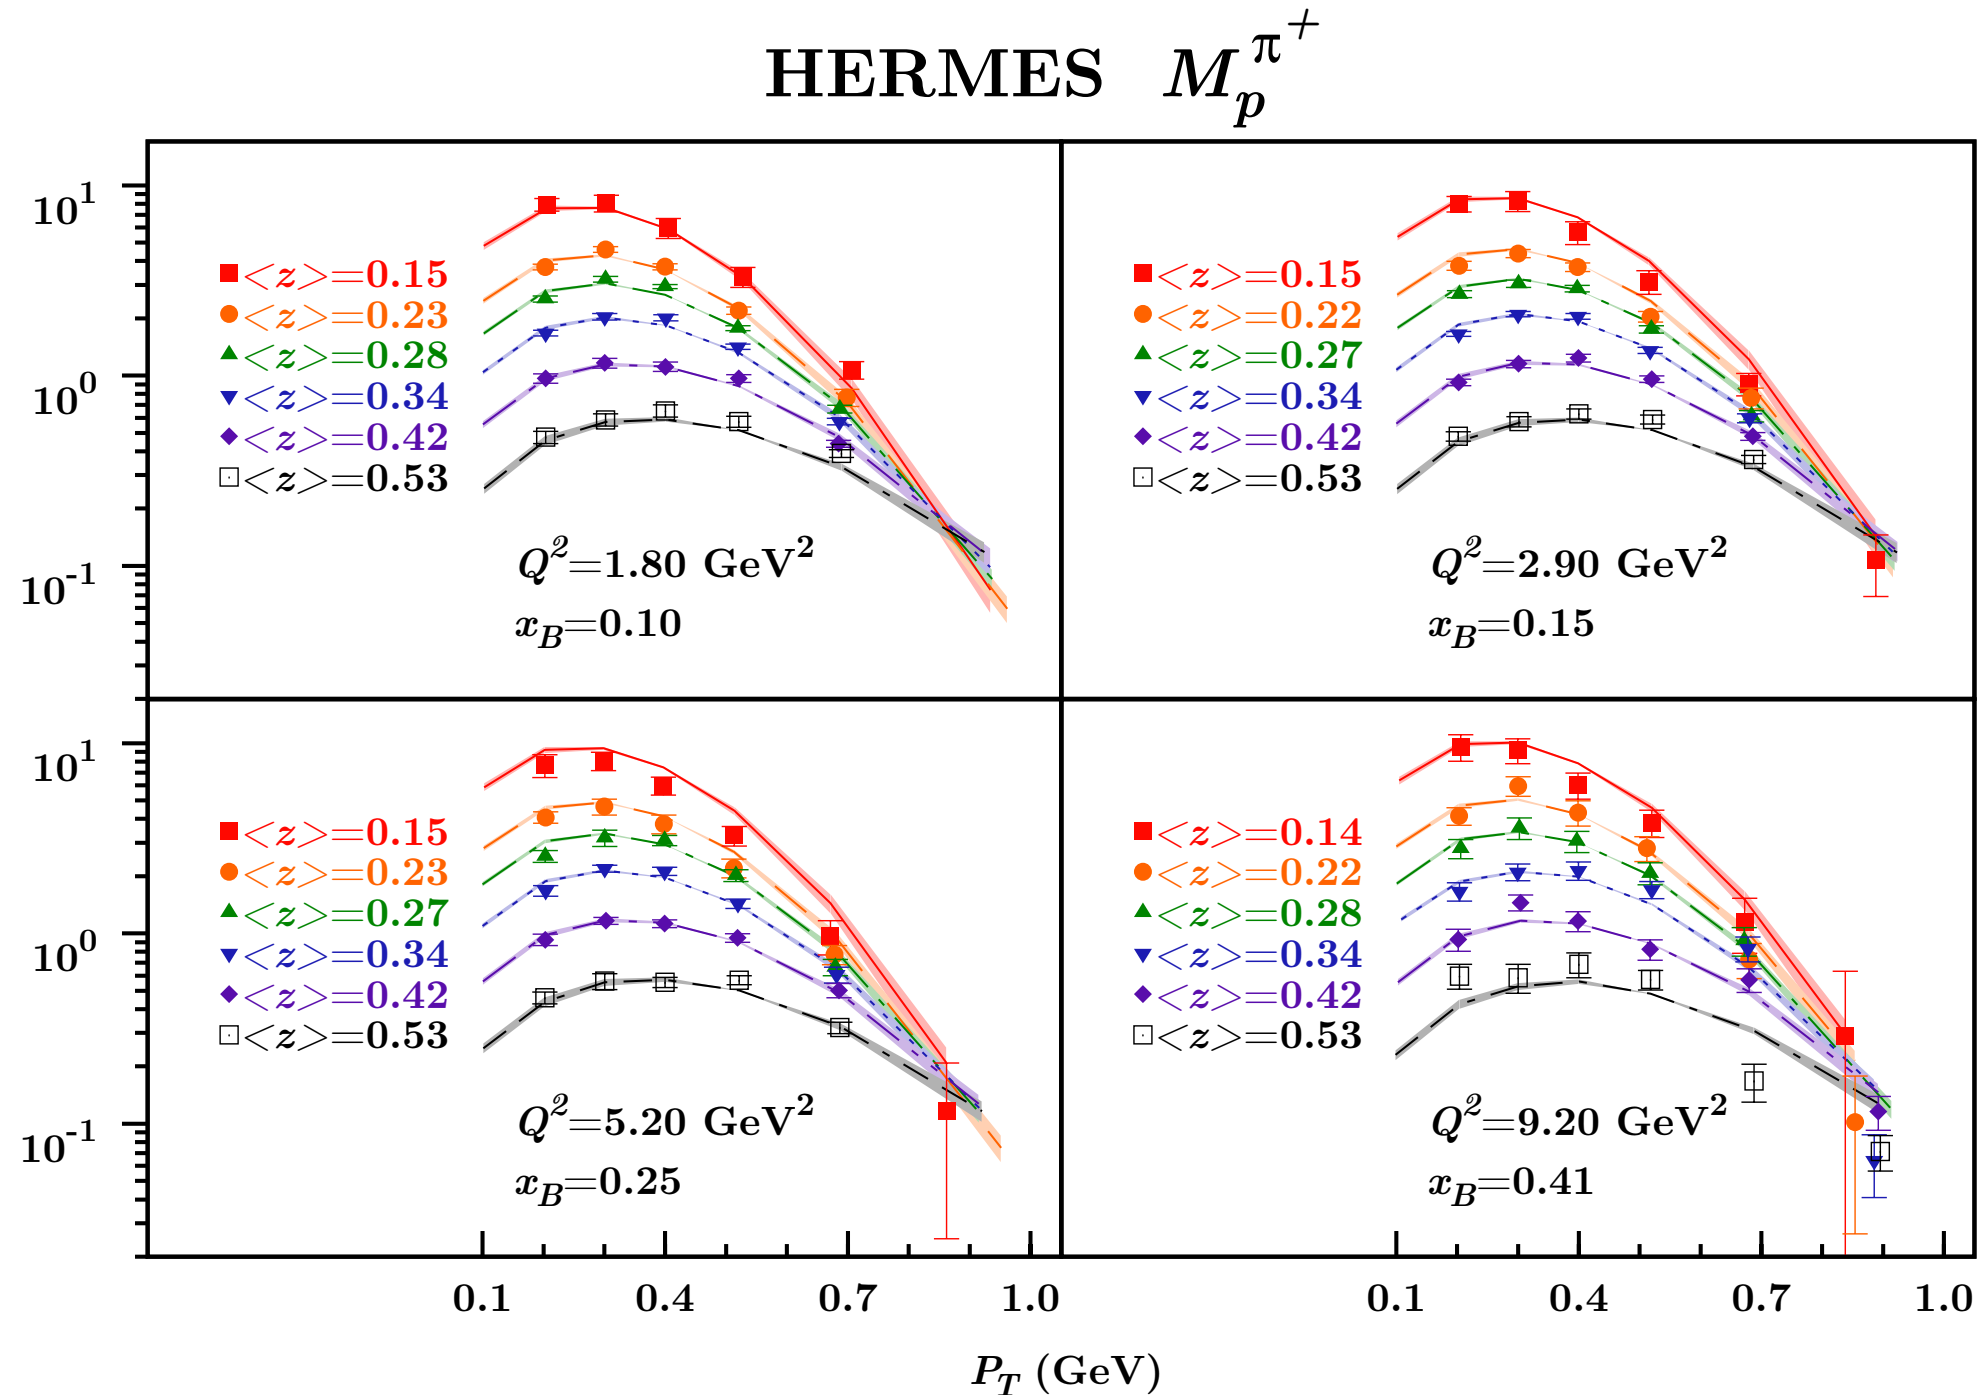 HERMES M_p^{π^+}
10^1
10^0
10^-1
<z>=0.15
<z>=0.23
<z>=0.28
<z>=0.34
<z>=0.42
<z>=0.53
Q^2=1.80 GeV^2
x_B=0.10
<z>=0.15
<z>=0.22
<z>=0.27
<z>=0.34
<z>=0.42
<z>=0.53
Q^2=2.90 GeV^2
x_B=0.15
10^1
10^0
10^-1
<z>=0.15
<z>=0.23
<z>=0.27
<z>=0.34
<z>=0.42
<z>=0.53
Q^2=5.20 GeV^2
x_B=0.25
<z>=0.14
<z>=0.22
<z>=0.28
<z>=0.34
<z>=0.42
<z>=0.53
Q^2=9.20 GeV^2
x_B=0.41
0.1 0.4 0.7 1.0 0.1 0.4 0.7 1.0
P_T (GeV)